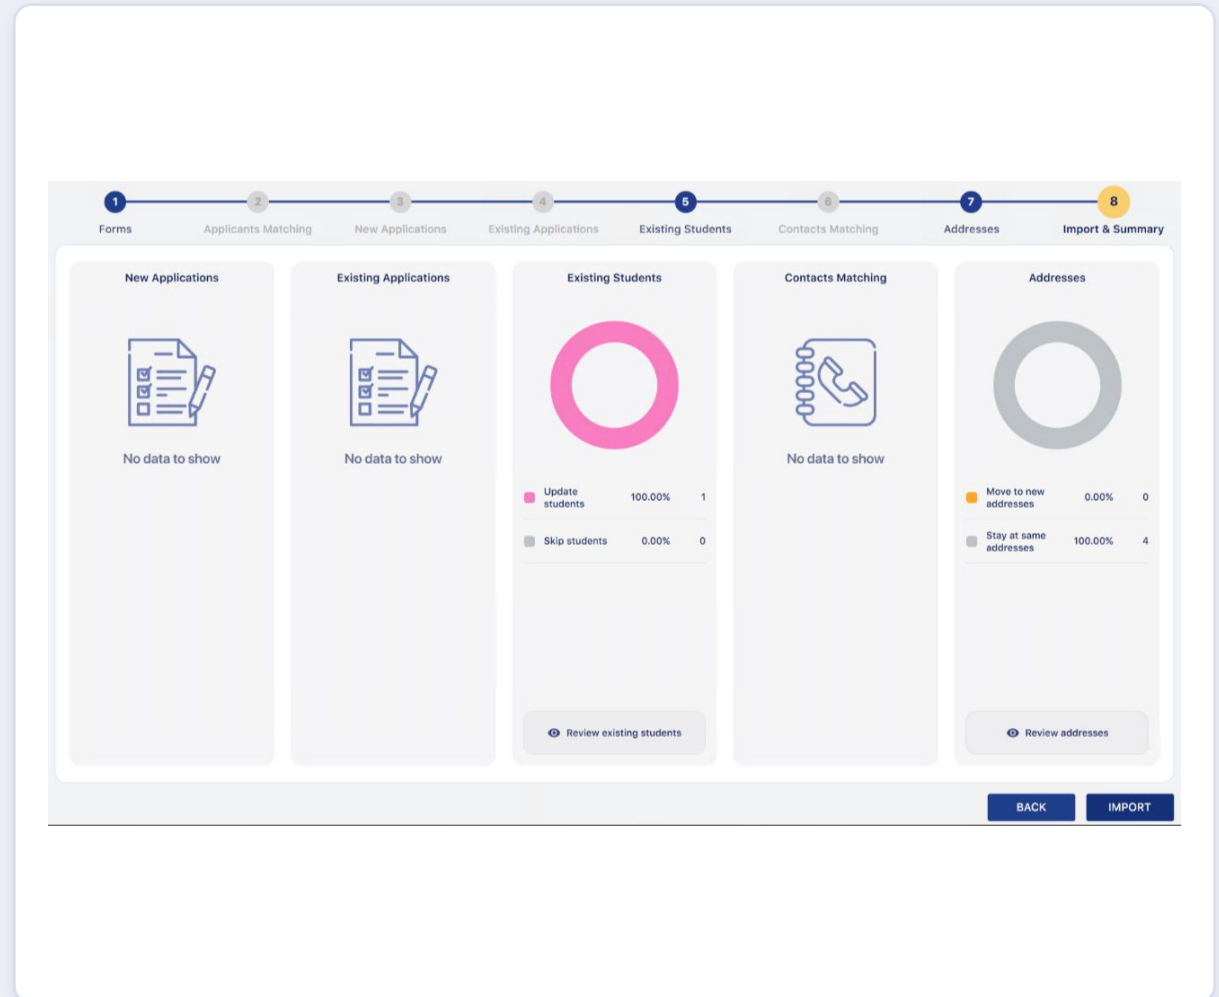 1
2
3
4
5
6
7
8
Forms
Applicants Matching
New Applications
Existing Applications
Existing Students
Contacts Matching
Addresses
Import & Summary
New Applications
No data to show
Existing Applications
No data to show
Existing Students
Update
students
100.00%
1
Skip students
0.00%
0
Review existing students
Contacts Matching
No data to show
Addresses
Move to new
addresses
0.00%
0
Stay at same
addresses
100.00%
4
Review addresses
BACK
IMPORT